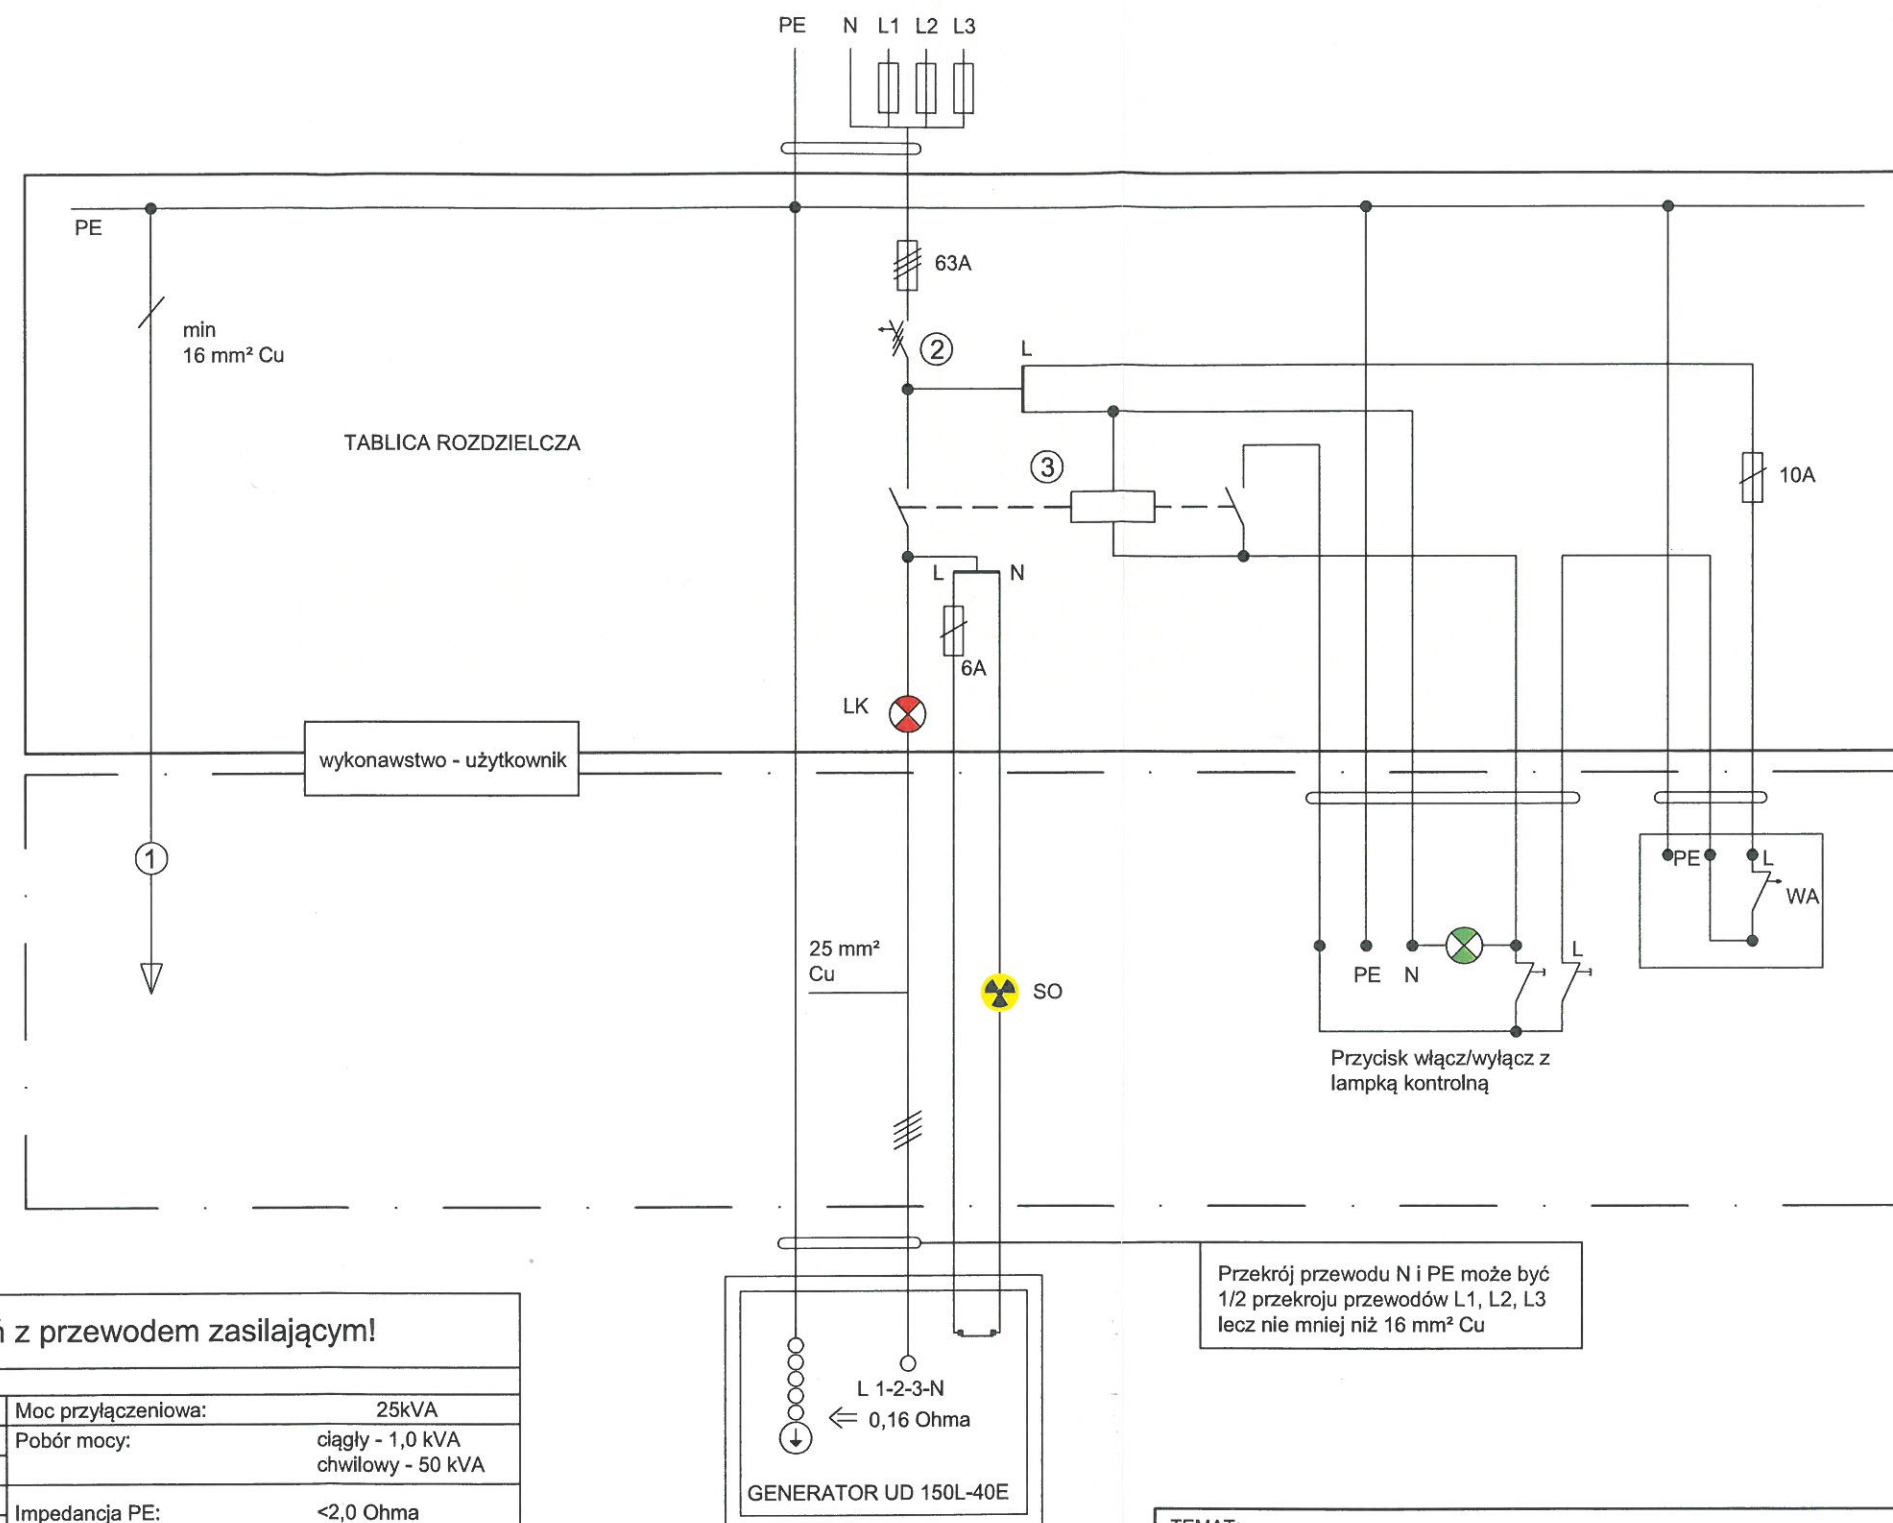 PE N L1 L2 L3
PE
63A
min
16 mm² Cu
2
L
TABLICA ROZDZIELCZA
3
10A
L N
6A
LK
wykonawstwo - użytkownik
1
PE L
WA
25 mm²
Cu
L
PE N
SO
Przycisk włącz/wyłącz z
lampką kontrolną
Przekrój przewodu N i PE może być
1/2 przekroju przewodów L1, L2, L3
lecz nie mniej niż 16 mm² Cu
z przewodem zasilającym!
L 1-2-3-N
0,16 Ohma
GENERATOR UD 150L-40E
Moc przyłączeniowa: 25kVA
Pobór mocy: ciągły - 1,0 kVA
chwilowy - 50 kVA
Impedancja PE: <2,0 Ohma